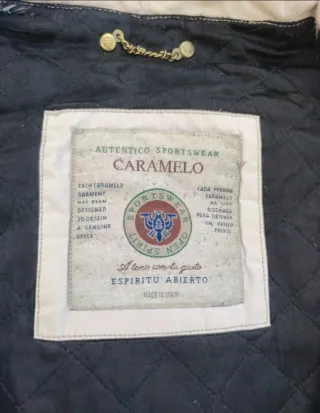 AUTENTICO SPORTSWEAR
CARAMELO
EACH CARAMELO
GARMENT
HAS BEEN
DESIGNED
TO OBTAIN
A GENUINE
STYLE
CADA PRENDA
CARAMELO
HA SIDO
DISEÑADA
PARA OBTENER
UN ESTILO
PROPIO
SPORTSWEAR
OPEN SPIRIT
A tono con tu gusto
ESPIRITU ABIERTO
MADE IN SPAIN